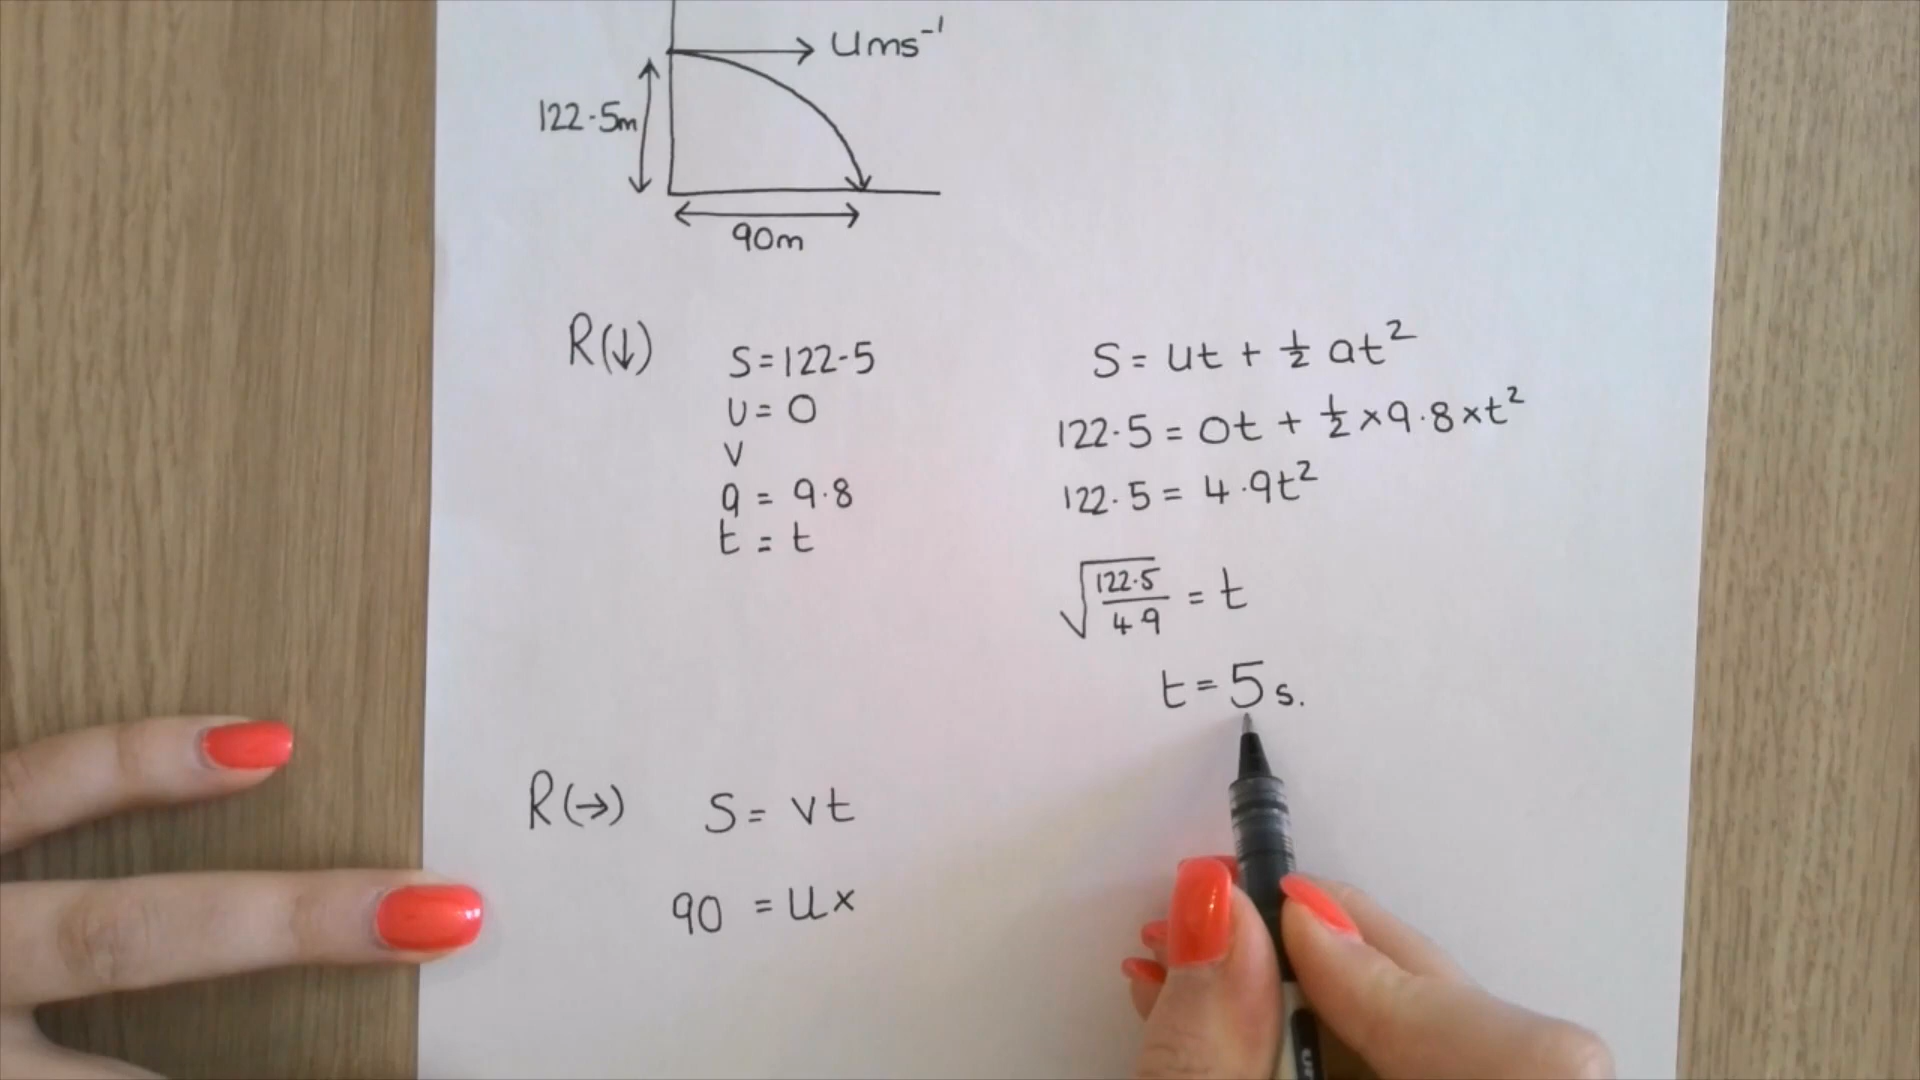 Ums⁻¹
122·5m
90m
R(↓)
S = 122·5
U = 0
V
a = 9·8
t = t
S = ut + ½ at²
122·5 = 0t + ½ × 9·8 × t²
122·5 = 4·9t²
√(122·5/4·9) = t
t = 5 s.
R(→) S = vt
90 = U ×